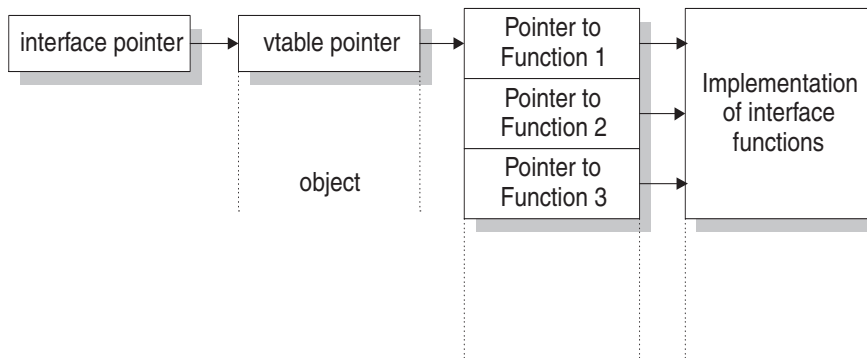 interface pointer
vtable pointer
Pointer to
Function 1
Pointer to
Function 2
Pointer to
Function 3
Implementation
of interface
functions
object